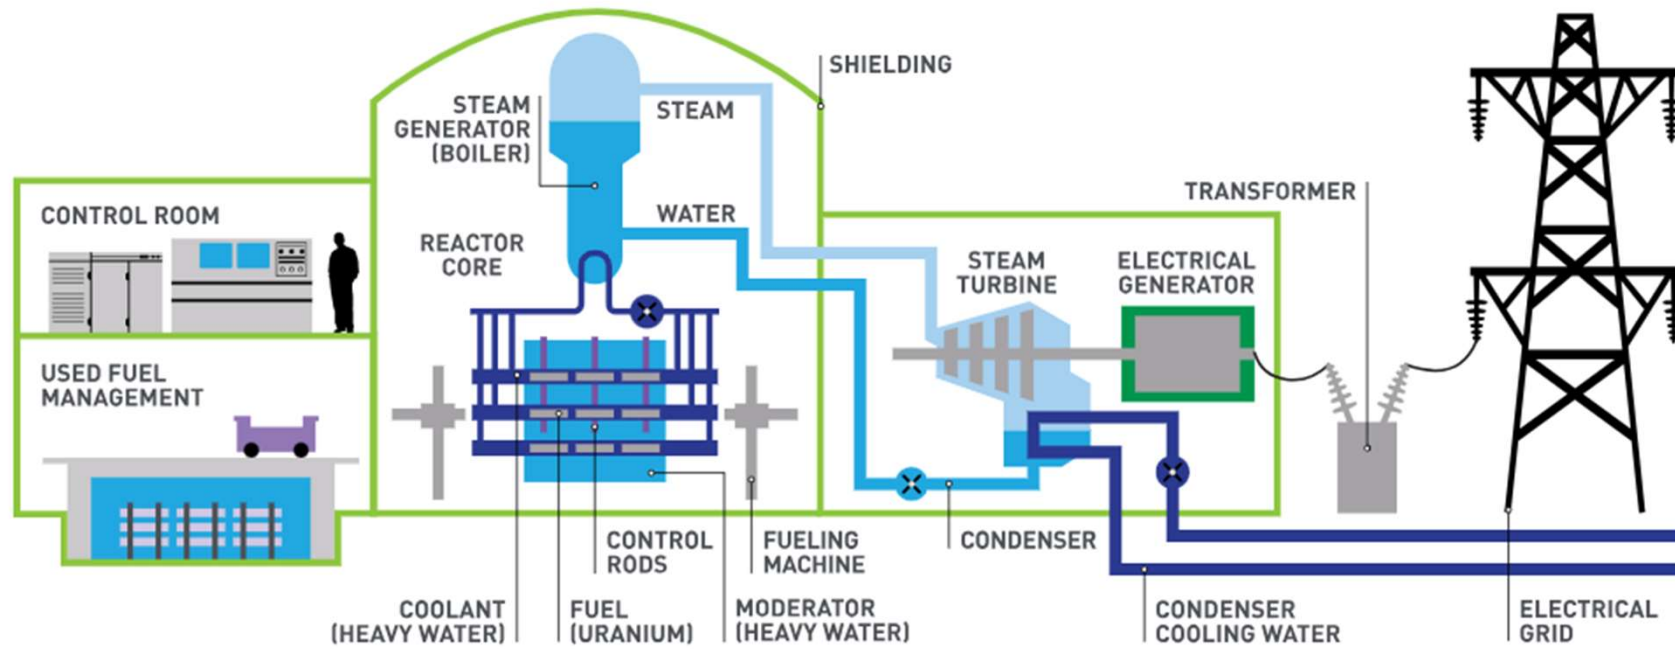 SHIELDING
STEAM
GENERATOR
(BOILER)
STEAM
CONTROL ROOM
WATER
TRANSFORMER
REACTOR
CORE
STEAM
TURBINE
ELECTRICAL
GENERATOR
USED FUEL
MANAGEMENT
CONTROL
RODS
FUELING
MACHINE
CONDENSER
COOLANT
(HEAVY WATER)
FUEL
(URANIUM)
MODERATOR
(HEAVY WATER)
CONDENSER
COOLING WATER
ELECTRICAL
GRID